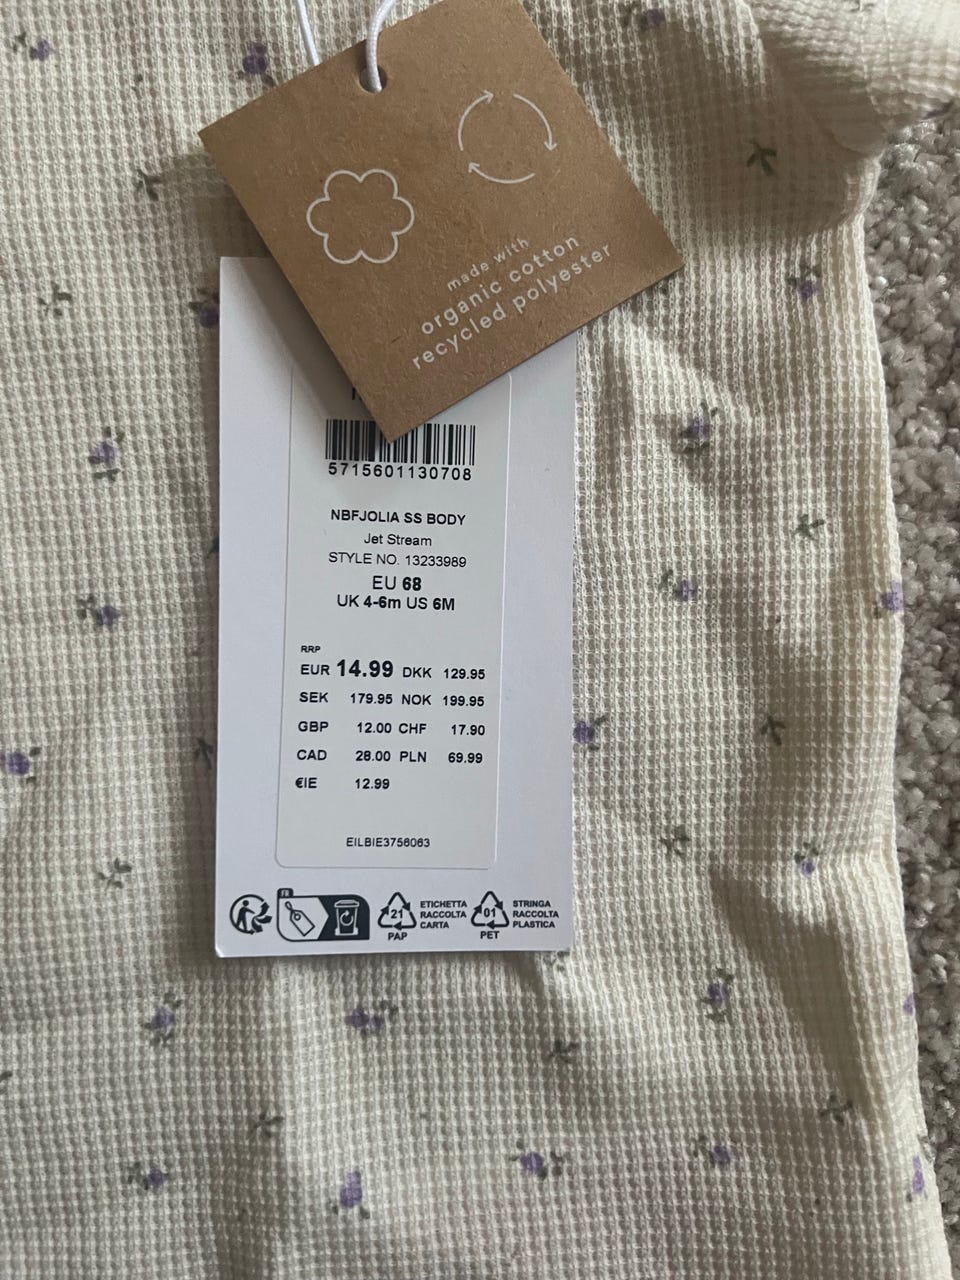 made with
organic cotton
recycled polyester
5715601130708
NBFJOLIA SS BODY
Jet Stream
STYLE NO. 13233989
EU 68
UK 4-6m US 6M
RRP
EUR 14.99 DKK 129.95
SEK 179.95 NOK 199.95
GBP 12.00 CHF 17.90
CAD 28.00 PLN 69.99
€IE 12.99
EILBIE3756063
FR
21
PAP
ETICHETTA
RACCOLTA
CARTA
01
PET
STRINGA
RACCOLTA
PLASTICA